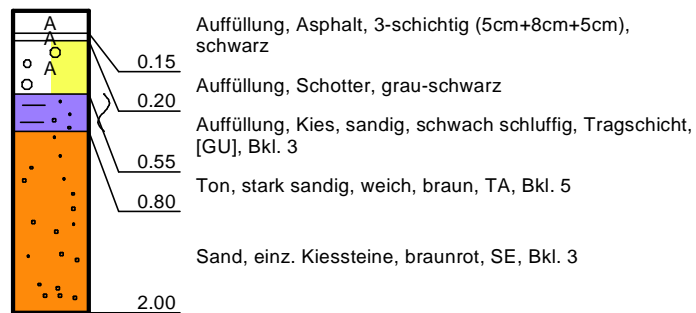 A
Auffüllung, Asphalt, 3-schichtig (5cm+8cm+5cm),
schwarz
A
0.15
A
Auffüllung, Schotter, grau-schwarz
0.20
Auffüllung, Kies, sandig, schwach schluffig, Tragschicht,
[GU], Bkl. 3
0.55
Ton, stark sandig, weich, braun, TA, Bkl. 5
0.80
Sand, einz. Kiessteine, braunrot, SE, Bkl. 3
2.00